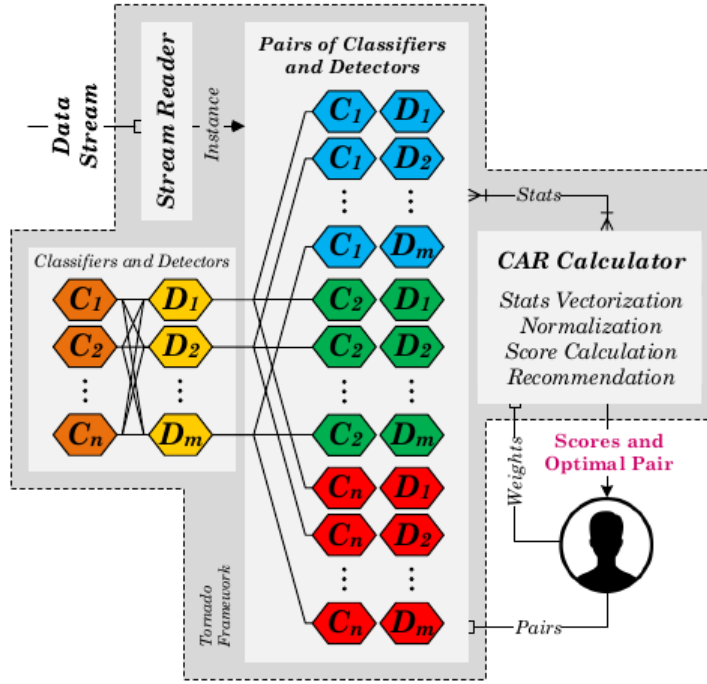 Pairs of Classifiers
and Detectors
Data
Stream
Stream Reader
Instance
C1 D1
C1 D2
C1 Dm
C2 D1
C2 D2
C2 Dm
Cn D1
Cn D2
Cn Dm
Classifiers and Detectors
C1 D1
C2 D2
Cn Dm
Stats
CAR Calculator
Stats Vectorization
Normalization
Score Calculation
Recommendation
Weights
Scores and
Optimal Pair
Pairs
Tornado
Framework